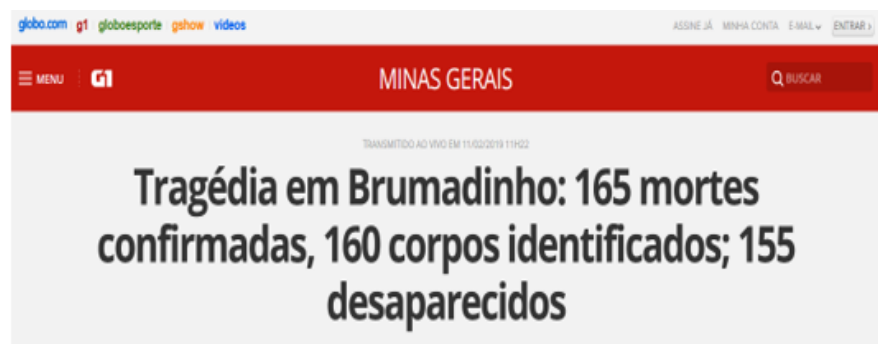 globo.com g1 globoesporte gshow vídeos ASSINE JÁ MINHA CONTA E-MAIL ENTRAR ›
MENU G1 MINAS GERAIS BUSCAR
TRANSMITIDO AO VIVO EM 11/02/2019 11H22
Tragédia em Brumadinho: 165 mortes
confirmadas, 160 corpos identificados; 155
desaparecidos